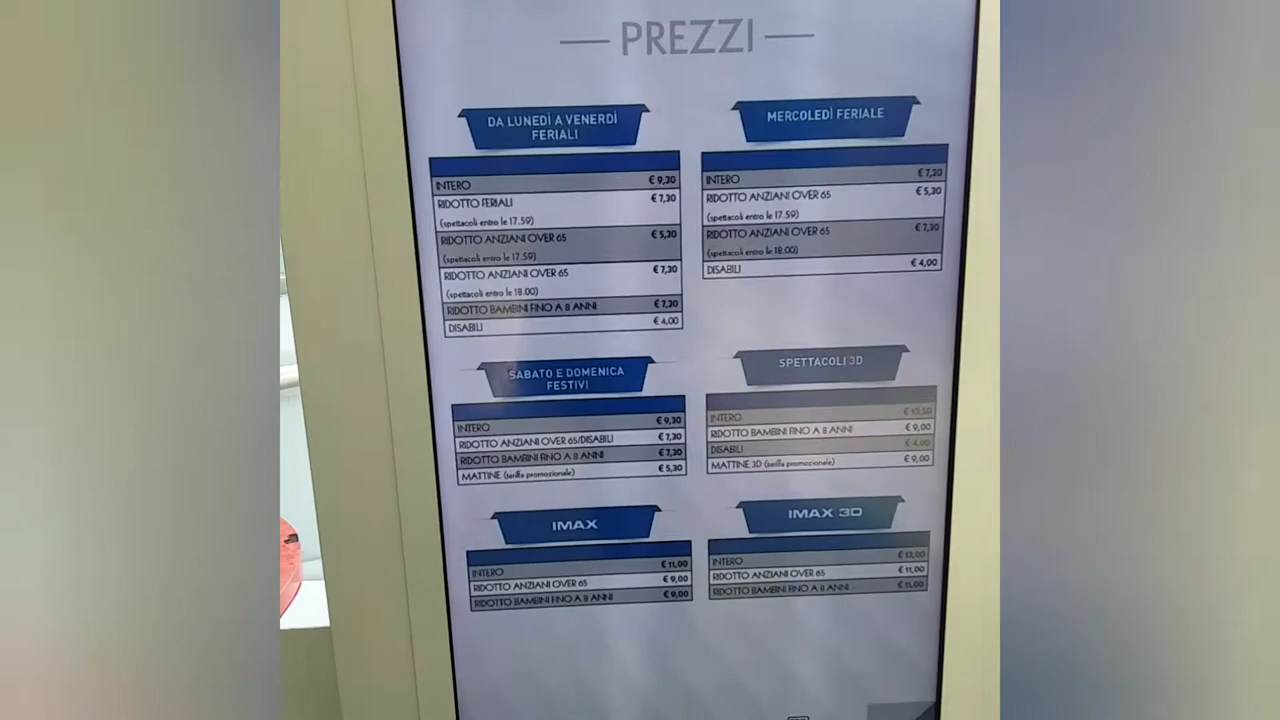 PREZZI
DA LUNEDÌ A VENERDÌ
FERIALI
INTERO € 9,30
RIDOTTO FERIALI € 7,30
(spettacoli entro le 17.59)
RIDOTTO ANZIANI OVER 65 € 5,30
(spettacoli entro le 17.59)
RIDOTTO ANZIANI OVER 65 € 7,30
(spettacoli entro le 18.00)
RIDOTTO BAMBINI FINO A 8 ANNI € 7,30
DISABILI € 4,00
MERCOLEDÌ FERIALE
INTERO € 7,30
RIDOTTO ANZIANI OVER 65 € 5,30
(spettacoli entro le 17.59)
RIDOTTO ANZIANI OVER 65 € 7,30
(spettacoli entro le 18.00)
DISABILI € 4,00
SABATO E DOMENICA
FESTIVI
INTERO € 9,30
RIDOTTO ANZIANI OVER 65/DISABILI € 7,30
RIDOTTO BAMBINI FINO A 8 ANNI € 7,30
MATTINE (tariffa promozionale) € 5,30
SPETTACOLI 3D
INTERO
RIDOTTO BAMBINI FINO A 8 ANNI € 9,00
DISABILI € 4,00
MATTINE 3D (tariffa promozionale) € 9,00
IMAX
INTERO € 11,00
RIDOTTO ANZIANI OVER 65 € 9,00
RIDOTTO BAMBINI FINO A 8 ANNI € 9,00
IMAX 3D
INTERO € 13,00
RIDOTTO ANZIANI OVER 65 € 11,00
RIDOTTO BAMBINI FINO A 8 ANNI € 11,00